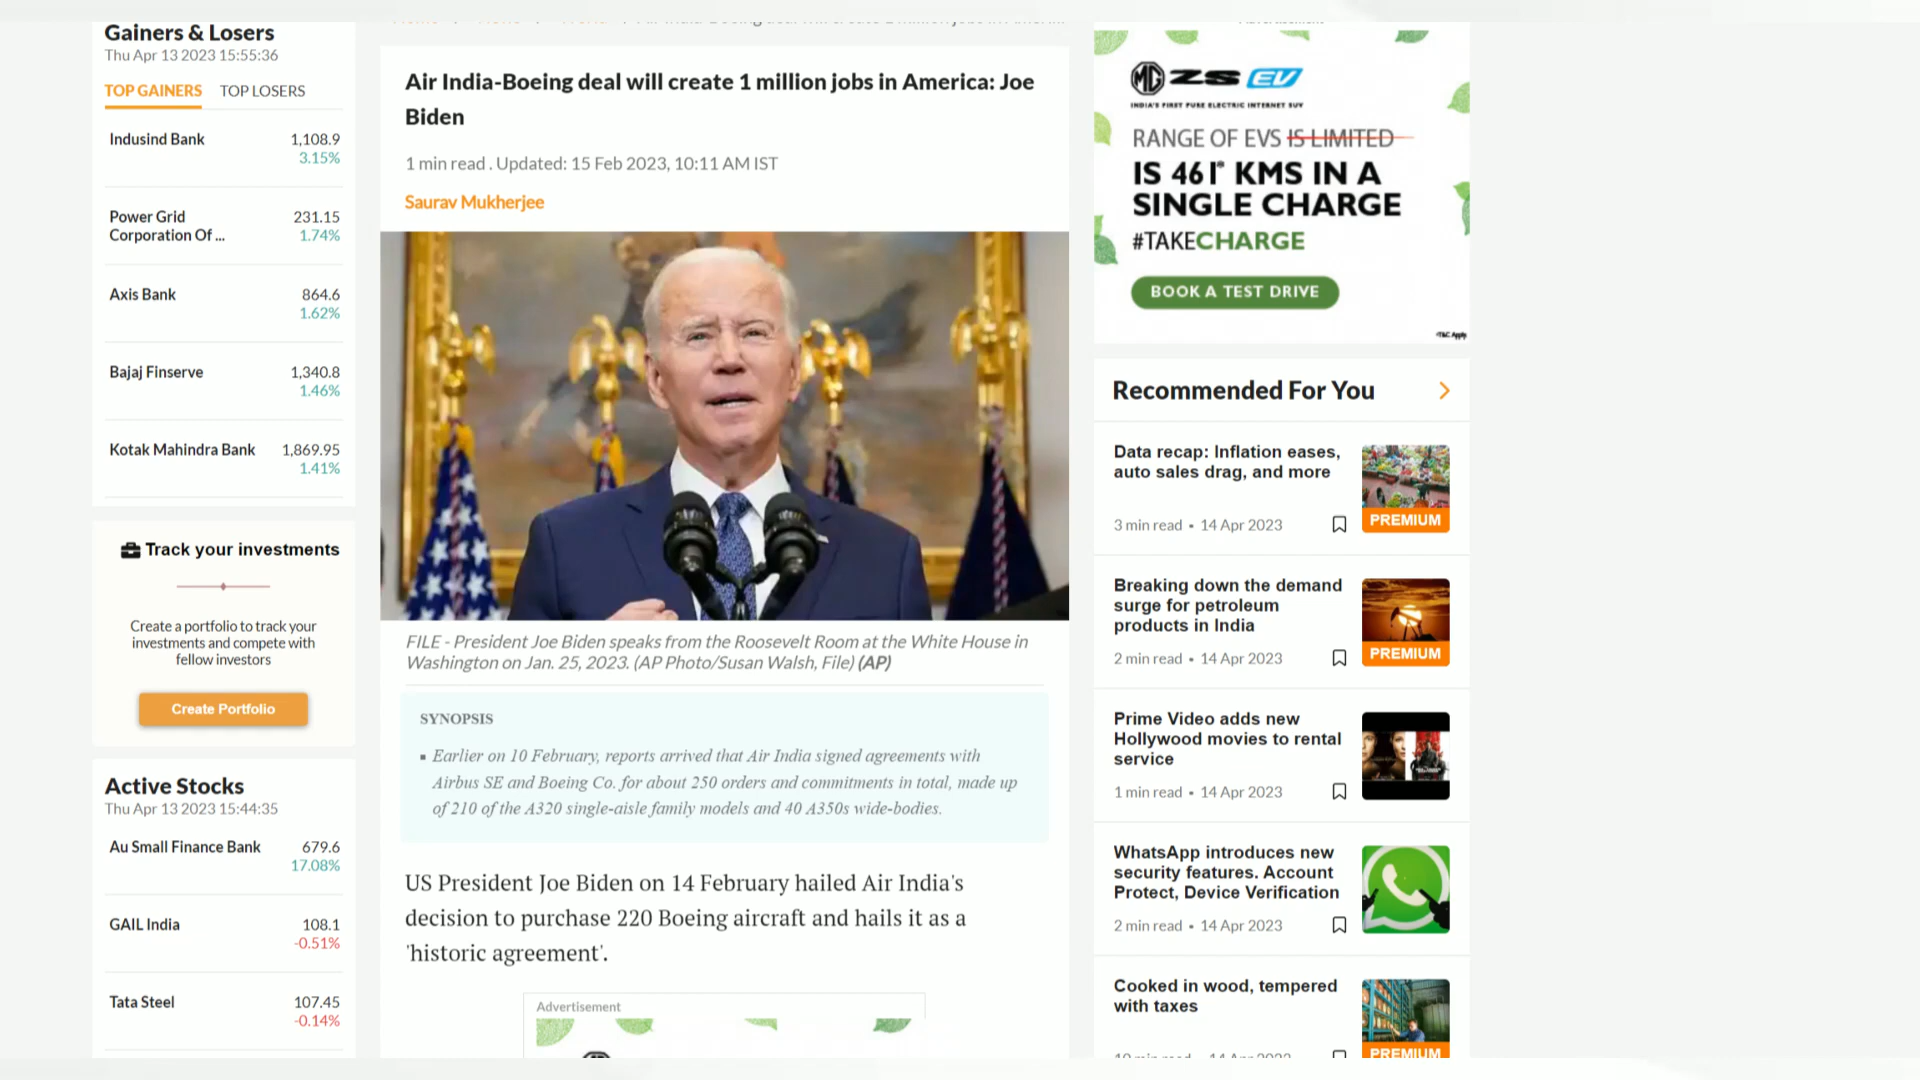 Gainers & Losers
Thu Apr 13 2023 15:55:36
TOP GAINERS TOP LOSERS
Indusind Bank 1,108.9
3.15%
Power Grid 231.15
Corporation Of ... 1.74%
Axis Bank 864.6
1.62%
Bajaj Finserve 1,340.8
1.46%
Kotak Mahindra Bank 1,869.95
1.41%
Track your investments
Create a portfolio to track your
investments and compete with
fellow investors
Create Portfolio
Active Stocks
Thu Apr 13 2023 15:44:35
Au Small Finance Bank 679.6
17.08%
GAIL India 108.1
-0.51%
Tata Steel 107.45
-0.14%
Air India-Boeing deal will create 1 million jobs in America: Joe
Biden
1 min read . Updated: 15 Feb 2023, 10:11 AM IST
Saurav Mukherjee
FILE - President Joe Biden speaks from the Roosevelt Room at the White House in
Washington on Jan. 25, 2023. (AP Photo/Susan Walsh, File) (AP)
SYNOPSIS
▪ Earlier on 10 February, reports arrived that Air India signed agreements with
Airbus SE and Boeing Co. for about 250 orders and commitments in total, made up
of 210 of the A320 single-aisle family models and 40 A350s wide-bodies.
US President Joe Biden on 14 February hailed Air India's
decision to purchase 220 Boeing aircraft and hails it as a
'historic agreement'.
Advertisement
MG ZS EV
INDIA'S FIRST PURE ELECTRIC INTERNET SUV
RANGE OF EVS IS LIMITED
IS 461* KMS IN A
SINGLE CHARGE
#TAKECHARGE
BOOK A TEST DRIVE
*T&C Apply
Recommended For You
Data recap: Inflation eases,
auto sales drag, and more
3 min read • 14 Apr 2023
PREMIUM
Breaking down the demand
surge for petroleum
products in India
2 min read • 14 Apr 2023
PREMIUM
Prime Video adds new
Hollywood movies to rental
service
1 min read • 14 Apr 2023
WhatsApp introduces new
security features. Account
Protect, Device Verification
2 min read • 14 Apr 2023
Cooked in wood, tempered
with taxes
PREMIUM